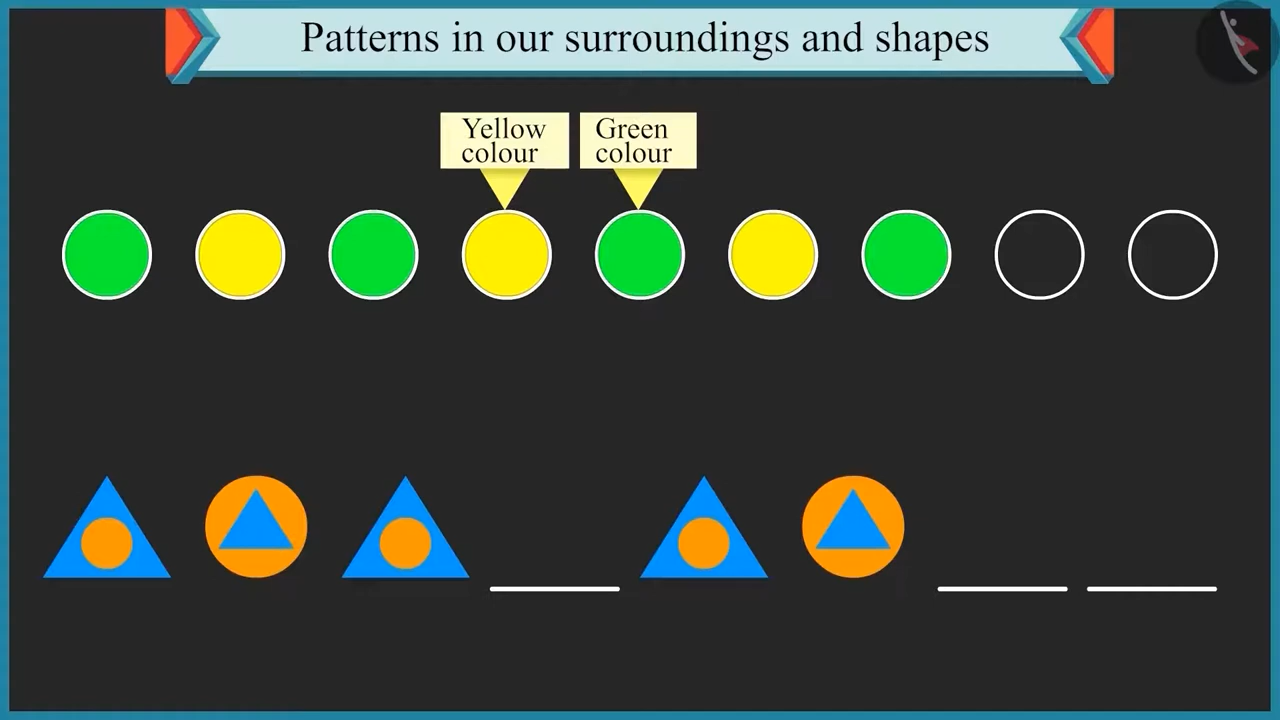 Patterns in our surroundings and shapes
Yellow
colour
Green
colour